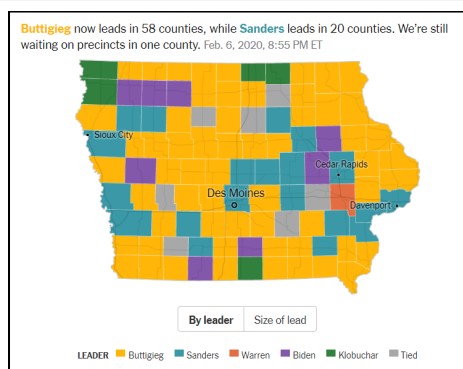 Buttigieg now leads in 58 counties, while Sanders leads in 20 counties. We're still
waiting on precincts in one county. Feb. 6, 2020, 8:55 PM ET
Sioux City
Cedar Rapids
Des Moines
Davenport
By leader Size of lead
LEADER Buttigieg Sanders Warren Biden Klobuchar Tied